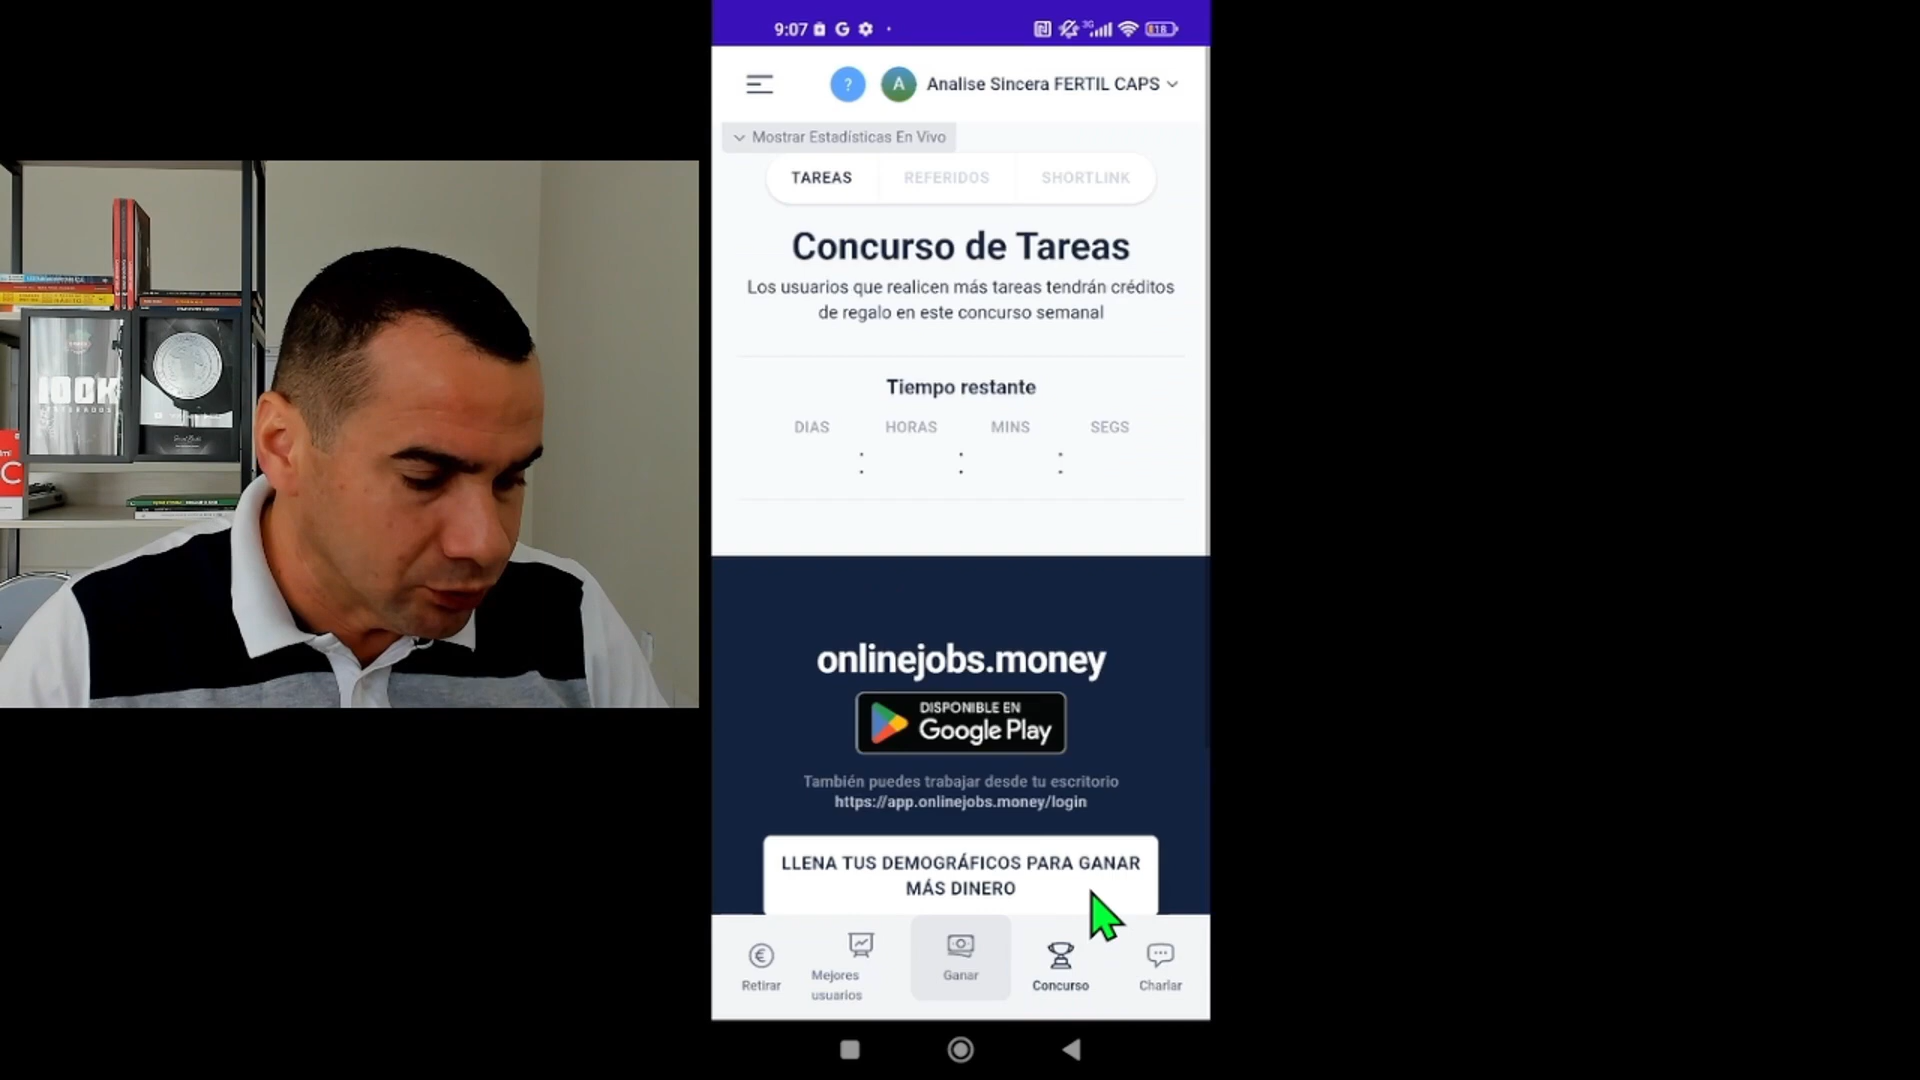 9:07
G
3G
18
?
A
Analise Sincera FERTIL CAPS
Mostrar Estadísticas En Vivo
TAREAS
REFERIDOS
SHORTLINK
Concurso de Tareas
Los usuarios que realicen más tareas tendrán créditos
de regalo en este concurso semanal
Tiempo restante
DIAS
HORAS
MINS
SEGS
:
:
:
onlinejobs.money
DISPONIBLE EN
Google Play
También puedes trabajar desde tu escritorio
https://app.onlinejobs.money/login
LLENA TUS DEMOGRÁFICOS PARA GANAR
MÁS DINERO
Retirar
Mejores
usuarios
Ganar
Concurso
Charlar
100K
C